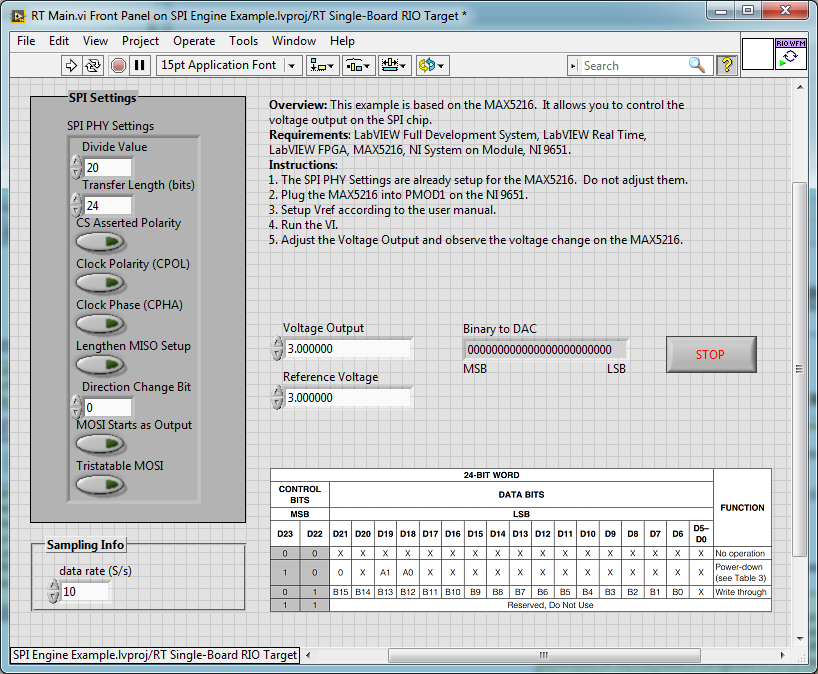 RT Main.vi Front Panel on SPI Engine Example.lvproj/RT Single-Board RIO Target *
File Edit View Project Operate Tools Window Help
15pt Application Font
Search
?
RIO WFM
SPI Settings
SPI PHY Settings
Divide Value
20
Transfer Length (bits)
24
CS Asserted Polarity
Clock Polarity (CPOL)
Clock Phase (CPHA)
Lengthen MISO Setup
Direction Change Bit
0
MOSI Starts as Output
Tristatable MOSI
Sampling Info
data rate (S/s)
10
Overview: This example is based on the MAX5216.  It allows you to control the
voltage output on the SPI chip.
Requirements: LabVIEW Full Development System, LabVIEW Real Time,
LabVIEW FPGA, MAX5216, NI System on Module, NI 9651.
Instructions:
1. The SPI PHY Settings are already setup for the MAX5216.  Do not adjust them.
2. Plug the MAX5216 into PMOD1 on the NI 9651.
3. Setup Vref according to the user manual.
4. Run the VI.
5. Adjust the Voltage Output and observe the voltage change on the MAX5216.
Voltage Output
3.000000
Reference Voltage
3.000000
Binary to DAC
000000000000000000000000
MSB LSB
STOP
24-BIT WORD
CONTROL
BITS
DATA BITS
FUNCTION
MSB LSB
D23 D22 D21 D20 D19 D18 D17 D16 D15 D14 D13 D12 D11 D10 D9 D8 D7 D6 D5–
D0
0 0 X X X X X X X X X X X X X X X X X No operation
1 0 0 X A1 A0 X X X X X X X X X X X X X Power-down
(see Table 3)
0 1 B15 B14 B13 B12 B11 B10 B9 B8 B7 B6 B5 B4 B3 B2 B1 B0 X Write through
1 1 Reserved, Do Not Use
SPI Engine Example.lvproj/RT Single-Board RIO Target